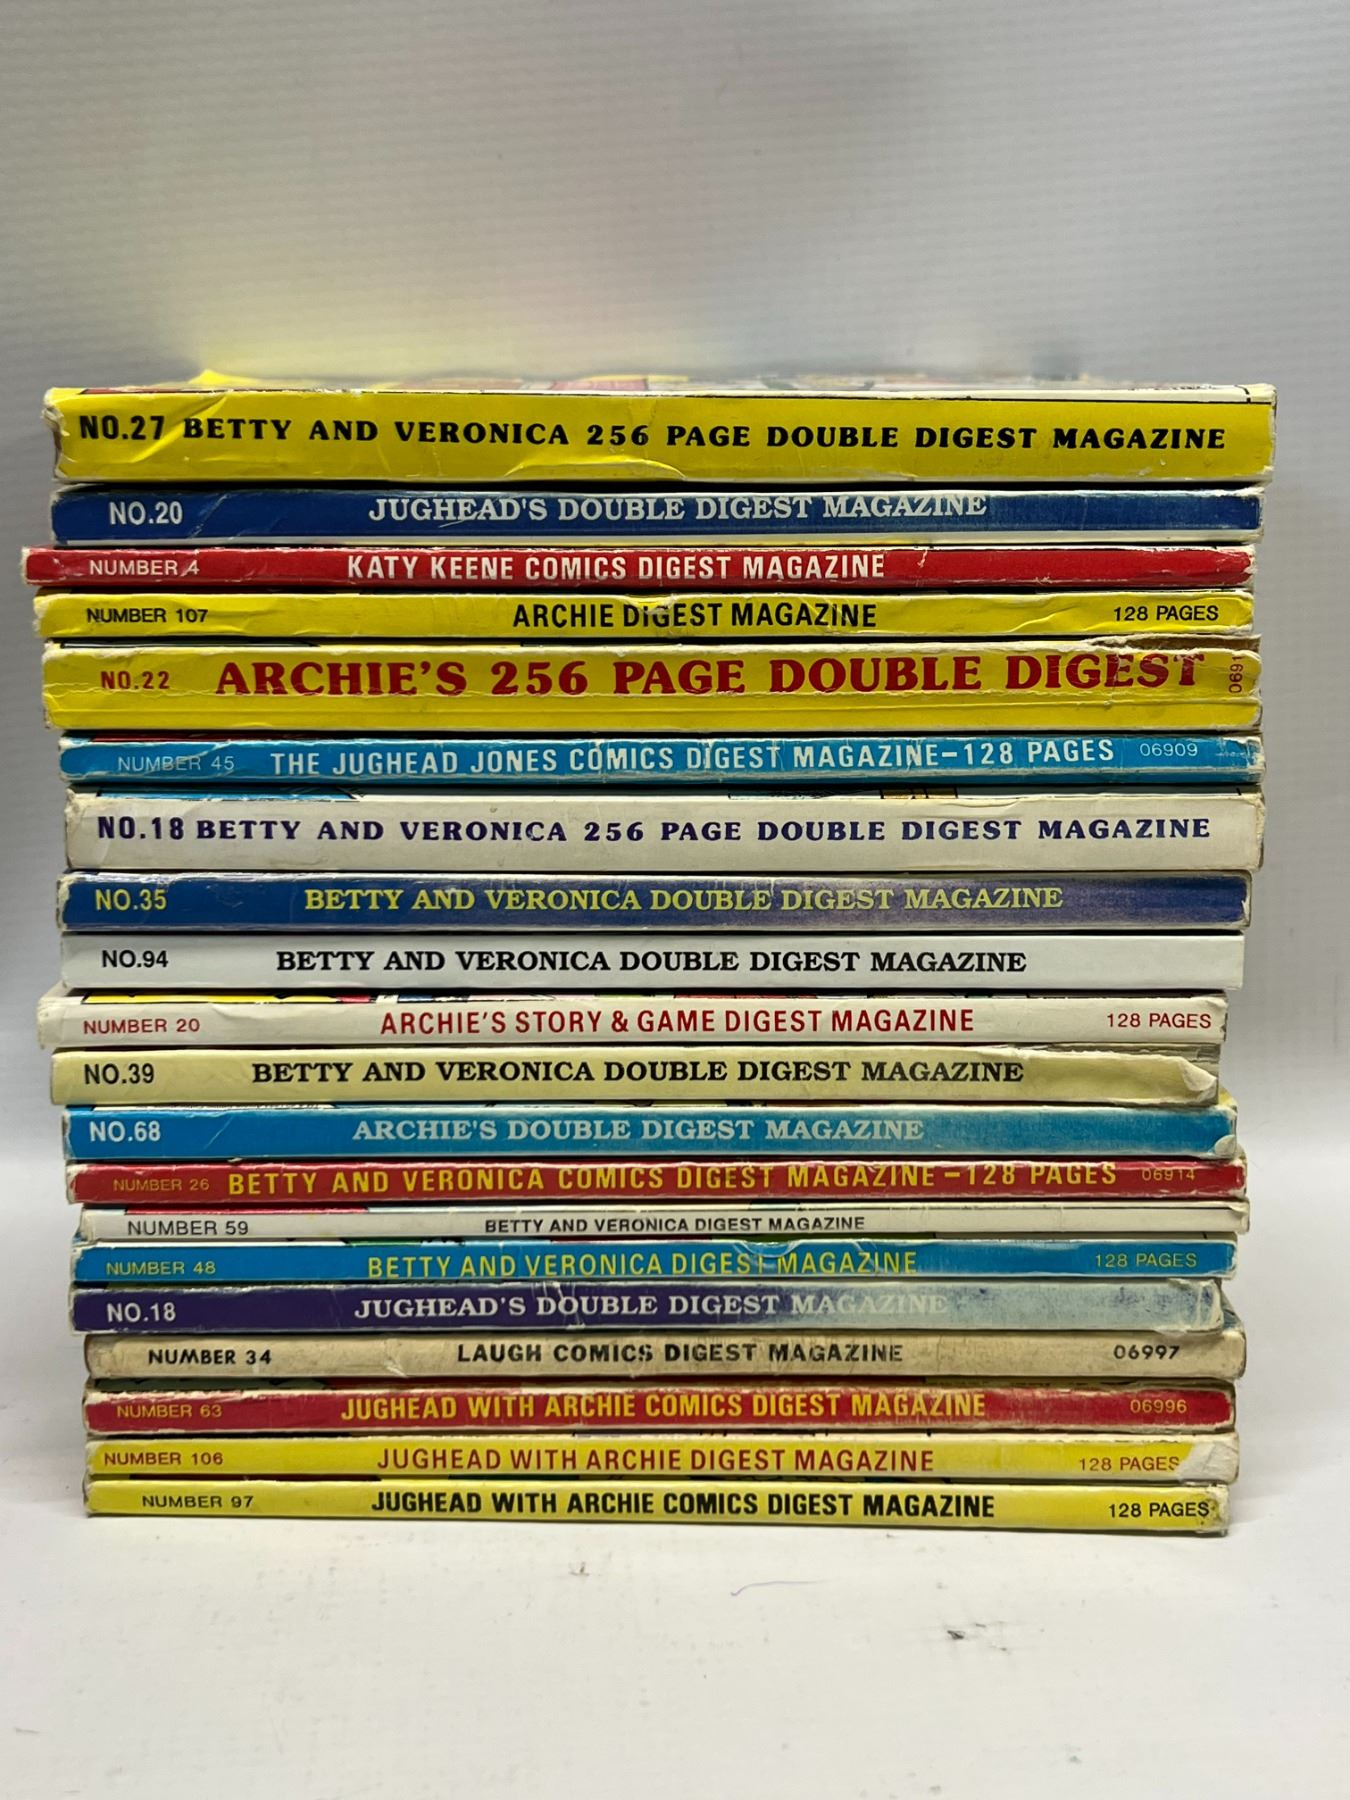 NO.27 BETTY AND VERONICA 256 PAGE DOUBLE DIGEST MAGAZINE
NO.20 JUGHEAD'S DOUBLE DIGEST MAGAZINE
NUMBER 4 KATY KEENE COMICS DIGEST MAGAZINE
NUMBER 107 ARCHIE DIGEST MAGAZINE 128 PAGES
NO.22 ARCHIE'S 256 PAGE DOUBLE DIGEST 0691
NUMBER 45 THE JUGHEAD JONES COMICS DIGEST MAGAZINE–128 PAGES 06909
NO.18 BETTY AND VERONICA 256 PAGE DOUBLE DIGEST MAGAZINE
NO.35 BETTY AND VERONICA DOUBLE DIGEST MAGAZINE
NO.94 BETTY AND VERONICA DOUBLE DIGEST MAGAZINE
NUMBER 20 ARCHIE'S STORY & GAME DIGEST MAGAZINE 128 PAGES
NO.39 BETTY AND VERONICA DOUBLE DIGEST MAGAZINE
NO.68 ARCHIE'S DOUBLE DIGEST MAGAZINE
NUMBER 26 BETTY AND VERONICA COMICS DIGEST MAGAZINE–128 PAGES 06914
NUMBER 59 BETTY AND VERONICA DIGEST MAGAZINE
NUMBER 48 BETTY AND VERONICA DIGEST MAGAZINE 128 PAGES
NO.18 JUGHEAD'S DOUBLE DIGEST MAGAZINE
NUMBER 34 LAUGH COMICS DIGEST MAGAZINE 06997
NUMBER 63 JUGHEAD WITH ARCHIE COMICS DIGEST MAGAZINE 06996
NUMBER 106 JUGHEAD WITH ARCHIE DIGEST MAGAZINE 128 PAGES
NUMBER 97 JUGHEAD WITH ARCHIE COMICS DIGEST MAGAZINE 128 PAGES